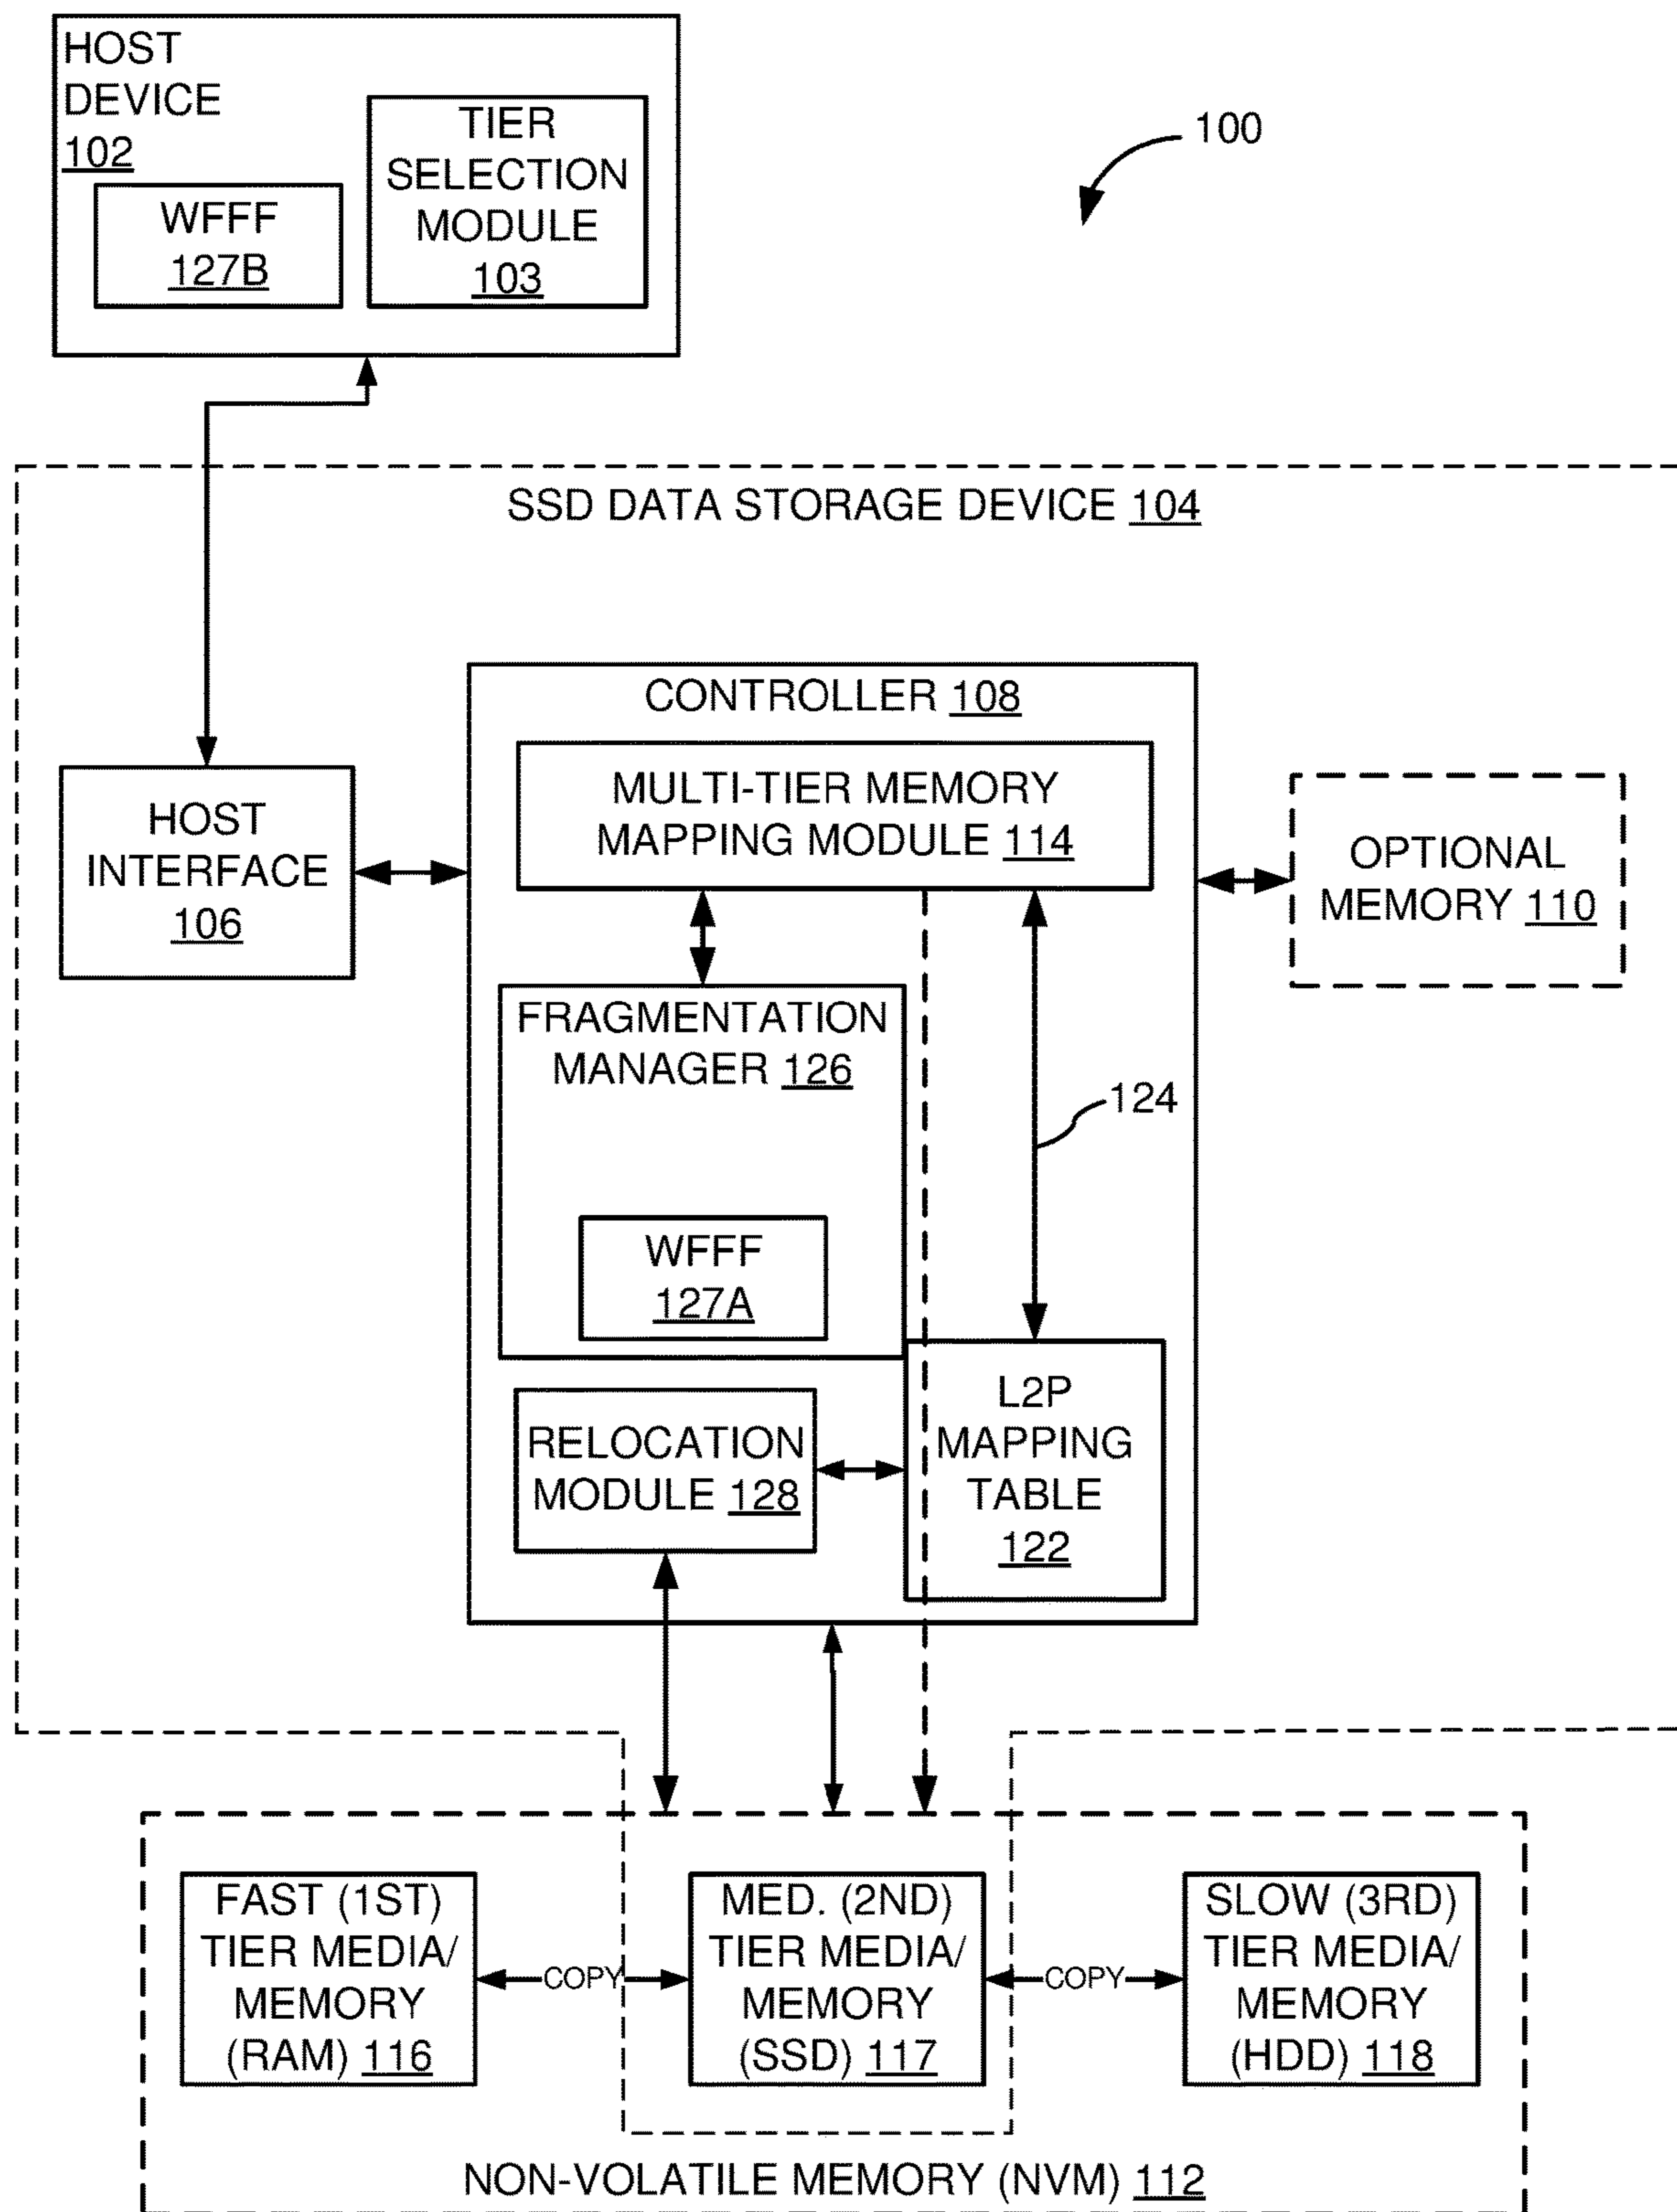 HOST
DEVICE
102
WFFF
127B
TIER
SELECTION
MODULE
103
100
SSD DATA STORAGE DEVICE 104
CONTROLLER 108
MULTI-TIER MEMORY
MAPPING MODULE 114
HOST
INTERFACE
106
OPTIONAL
MEMORY 110
FRAGMENTATION
MANAGER 126
124
WFFF
127A
RELOCATION
MODULE 128
L2P
MAPPING
TABLE
122
FAST (1ST)
TIER MEDIA/
MEMORY
(RAM) 116
COPY
MED. (2ND)
TIER MEDIA/
MEMORY
(SSD) 117
COPY
SLOW (3RD)
TIER MEDIA/
MEMORY
(HDD) 118
NON-VOLATILE MEMORY (NVM) 112